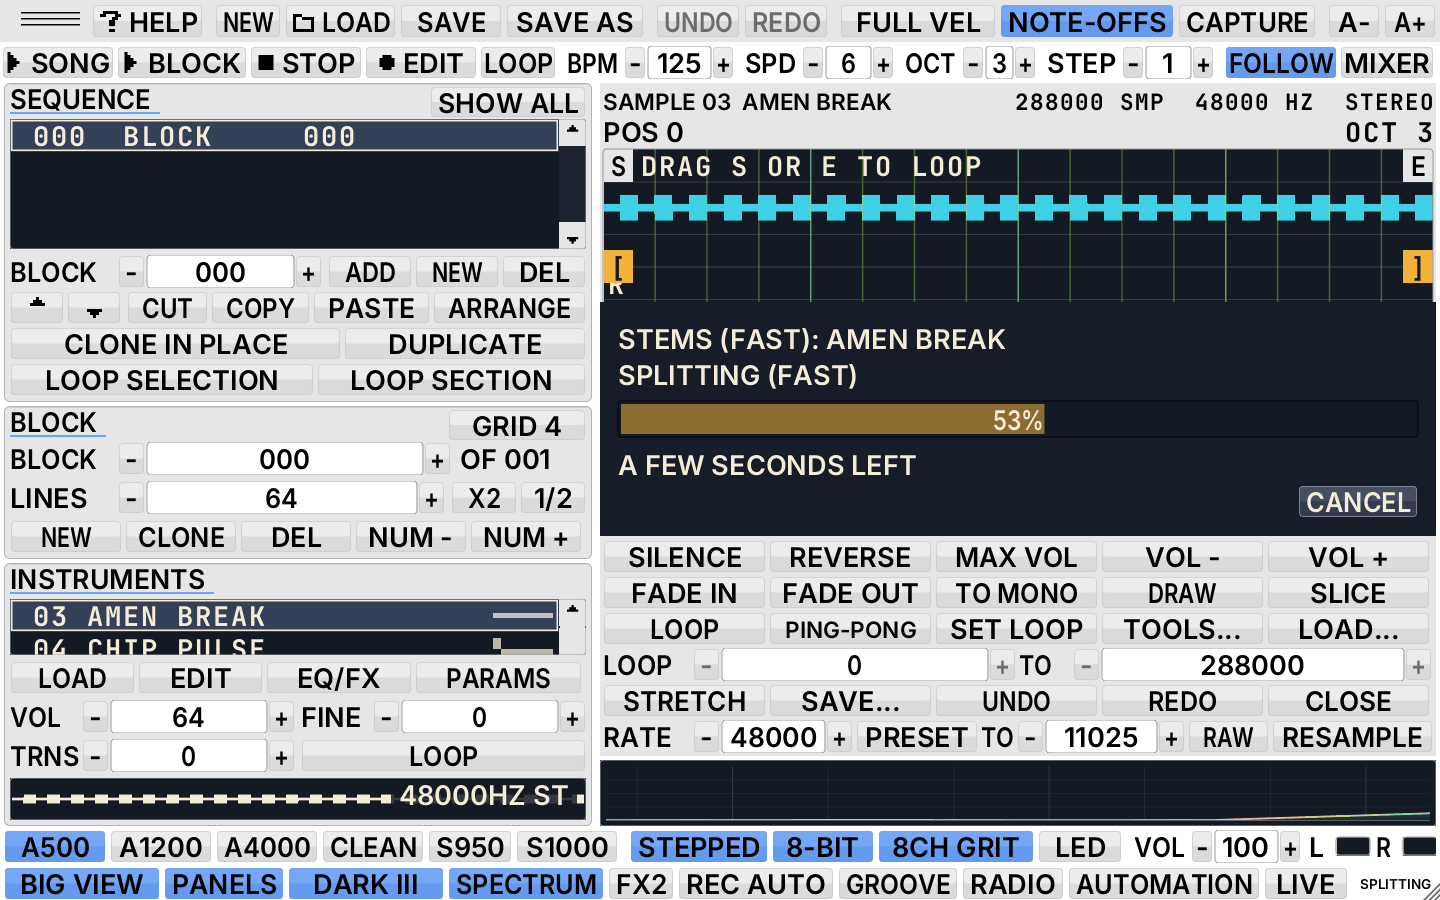 ? HELP NEW LOAD SAVE SAVE AS UNDO REDO FULL VEL NOTE-OFFS CAPTURE A- A+
SONG BLOCK STOP EDIT LOOP BPM - 125 + SPD - 6 + OCT - 3 + STEP - 1 + FOLLOW MIXER
SEQUENCE SHOW ALL
000 BLOCK 000
BLOCK - 000 + ADD NEW DEL
CUT COPY PASTE ARRANGE
CLONE IN PLACE DUPLICATE
LOOP SELECTION LOOP SECTION
BLOCK GRID 4
BLOCK - 000 + OF 001
LINES - 64 + X2 1/2
NEW CLONE DEL NUM - NUM +
INSTRUMENTS
03 AMEN BREAK
04 CHIP PULSE
LOAD EDIT EQ/FX PARAMS
VOL - 64 + FINE - 0 +
TRNS - 0 + LOOP
48000HZ ST
SAMPLE 03 AMEN BREAK 288000 SMP 48000 HZ STEREO
POS 0 OCT 3
S DRAG S OR E TO LOOP E
[ ]
R
STEMS (FAST): AMEN BREAK
SPLITTING (FAST)
53%
A FEW SECONDS LEFT
CANCEL
SILENCE REVERSE MAX VOL VOL - VOL +
FADE IN FADE OUT TO MONO DRAW SLICE
LOOP PING-PONG SET LOOP TOOLS... LOAD...
LOOP - 0 + TO - 288000 +
STRETCH SAVE... UNDO REDO CLOSE
RATE - 48000 + PRESET TO - 11025 + RAW RESAMPLE
A500 A1200 A4000 CLEAN S950 S1000 STEPPED 8-BIT 8CH GRIT LED VOL - 100 + L R
BIG VIEW PANELS DARK III SPECTRUM FX2 REC AUTO GROOVE RADIO AUTOMATION LIVE SPLITTING